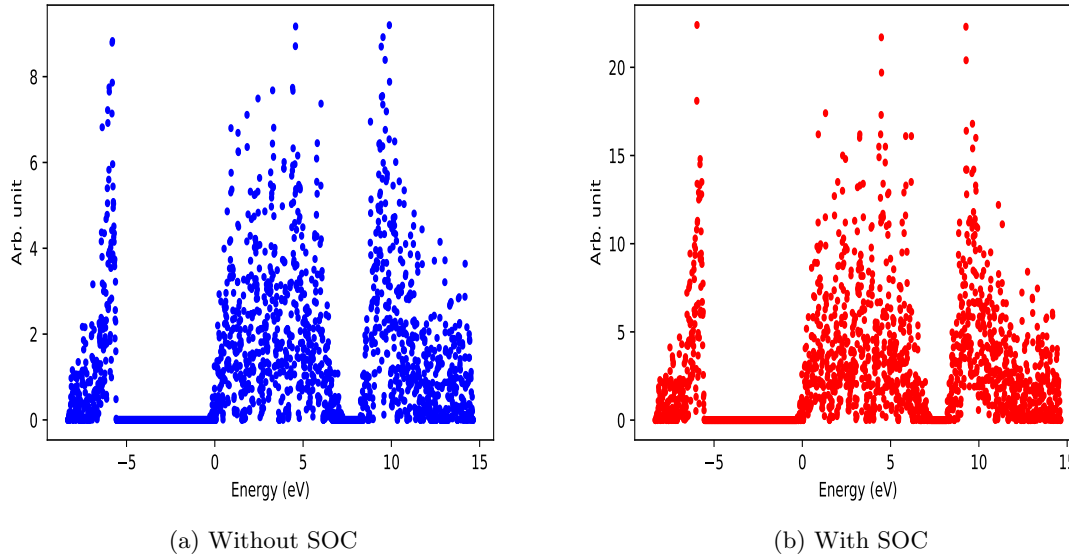 8
6
4
2
0
Arb. unit
−5 0 5 10 15
Energy (eV)
(a) Without SOC
20
15
10
5
0
Arb. unit
−5 0 5 10 15
Energy (eV)
(b) With SOC